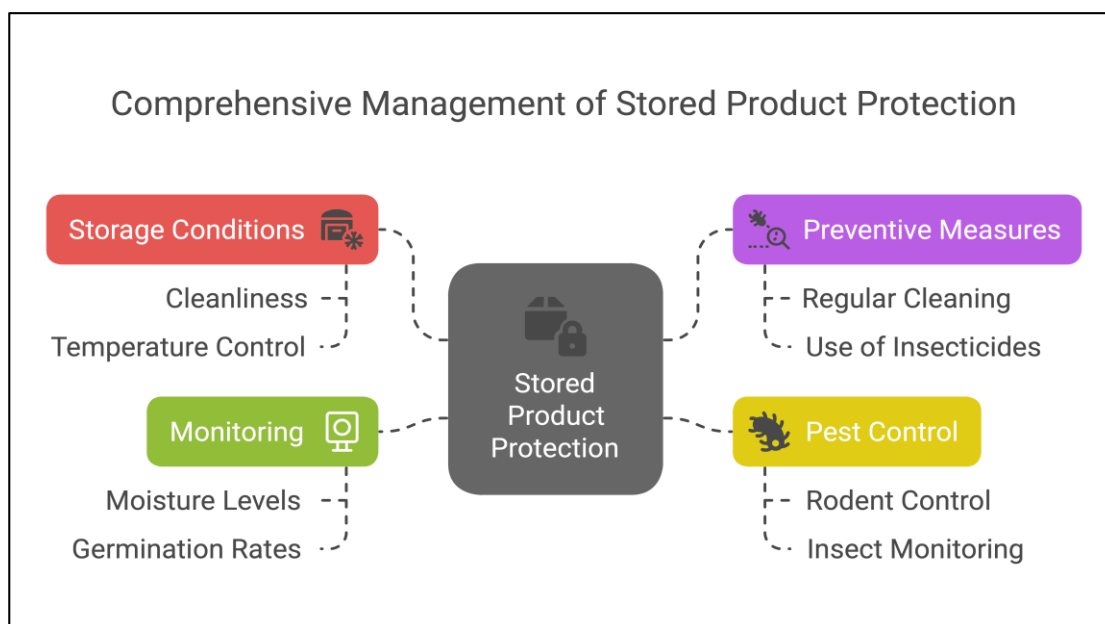 Comprehensive Management of Stored Product Protection
Storage Conditions
Cleanliness
Temperature Control
Monitoring
Moisture Levels
Germination Rates
Stored
Product
Protection
Preventive Measures
Regular Cleaning
Use of Insecticides
Pest Control
Rodent Control
Insect Monitoring